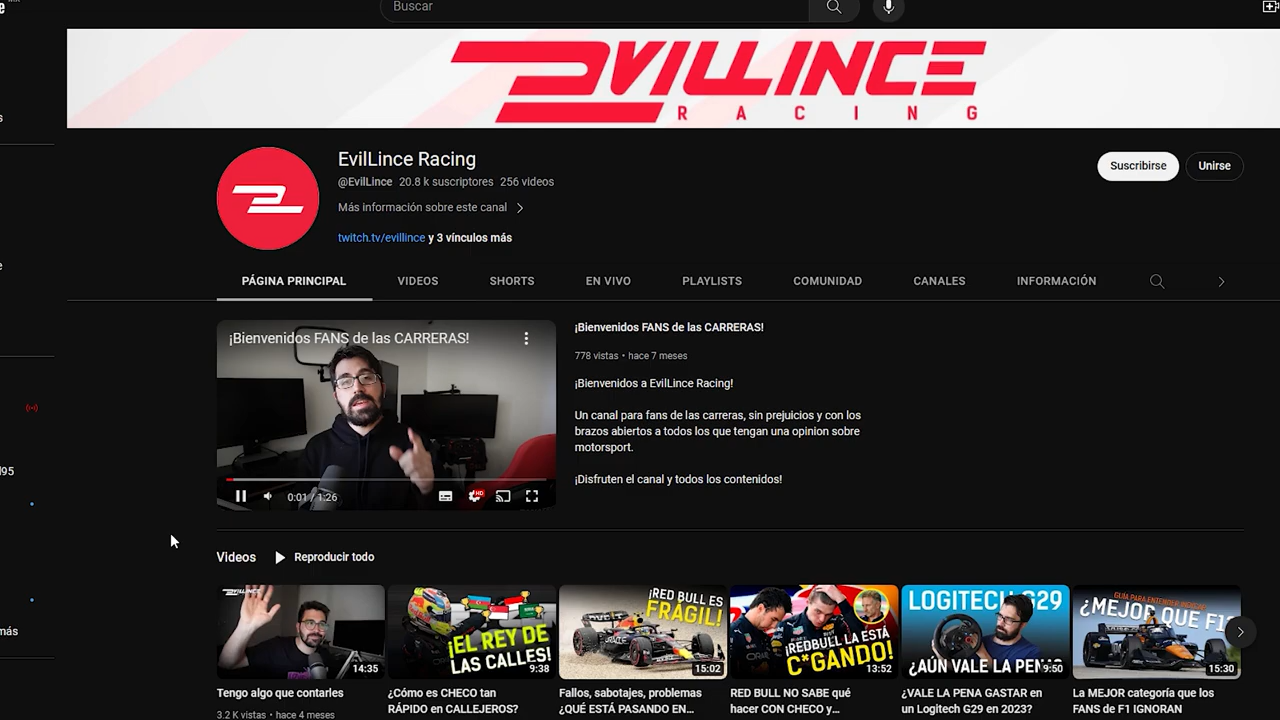 Buscar
EVILLINCE
RACING
EvilLince Racing
@EvilLince 20.8 k suscriptores 256 videos
Más información sobre este canal
twitch.tv/evillince y 3 vínculos más
Suscribirse
Unirse
PÁGINA PRINCIPAL VIDEOS SHORTS EN VIVO PLAYLISTS COMUNIDAD CANALES INFORMACIÓN
¡Bienvenidos FANS de las CARRERAS!
0:01 / 1:26
HD
¡Bienvenidos FANS de las CARRERAS!
778 vistas • hace 7 meses
¡Bienvenidos a EvilLince Racing!
Un canal para fans de las carreras, sin prejuicios y con los
brazos abiertos a todos los que tengan una opinion sobre
motorsport.
¡Disfruten el canal y todos los contenidos!
l95
más
Videos Reproducir todo
EVILLINCE
14:35
Tengo algo que contarles
3.2 K vistas • hace 4 meses
¡EL REY DE
LAS CALLES!
9:38
¿Cómo es CHECO tan
RÁPIDO en CALLEJEROS?
¡RED BULL ES
FRÁGIL!
15:02
Fallos, sabotajes, problemas
¿QUÉ ESTÁ PASANDO EN...
¡REDBULL LA ESTÁ
C*GANDO!
13:52
RED BULL NO SABE qué
hacer CON CHECO y...
LOGITECH G29
¿AÚN VALE LA PENA
9:50
¿VALE LA PENA GASTAR en
un Logitech G29 en 2023?
GUÍA PARA ENTENDER INDYCAR
¿MEJOR QUE F1?
15:30
La MEJOR categoría que los
FANS de F1 IGNORAN